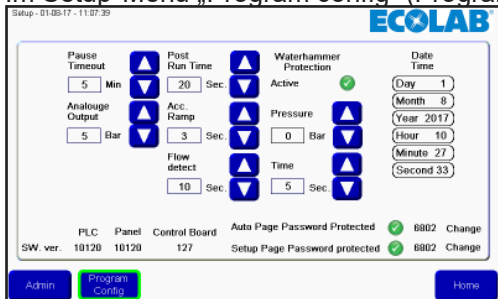 Setup - 01-08-17 - 11:07:39
ECOLAB®
Pause Timeout
5 Min
Post Run Time
20 Sec.
Waterhammer Protection
Active
Date Time
Day 1
Month 8
Year 2017
Hour 10
Minute 27
Second 33
Analouge Output
5 Bar
Acc. Ramp
3 Sec.
Pressure
0 Bar
Flow detect
10 Sec.
Time
5 Sec.
PLC Panel Control Board
SW. ver. 10120 10120 127
Auto Page Password Protected 6802 Change
Setup Page Password protected 6802 Change
Admin
Program Config
Home